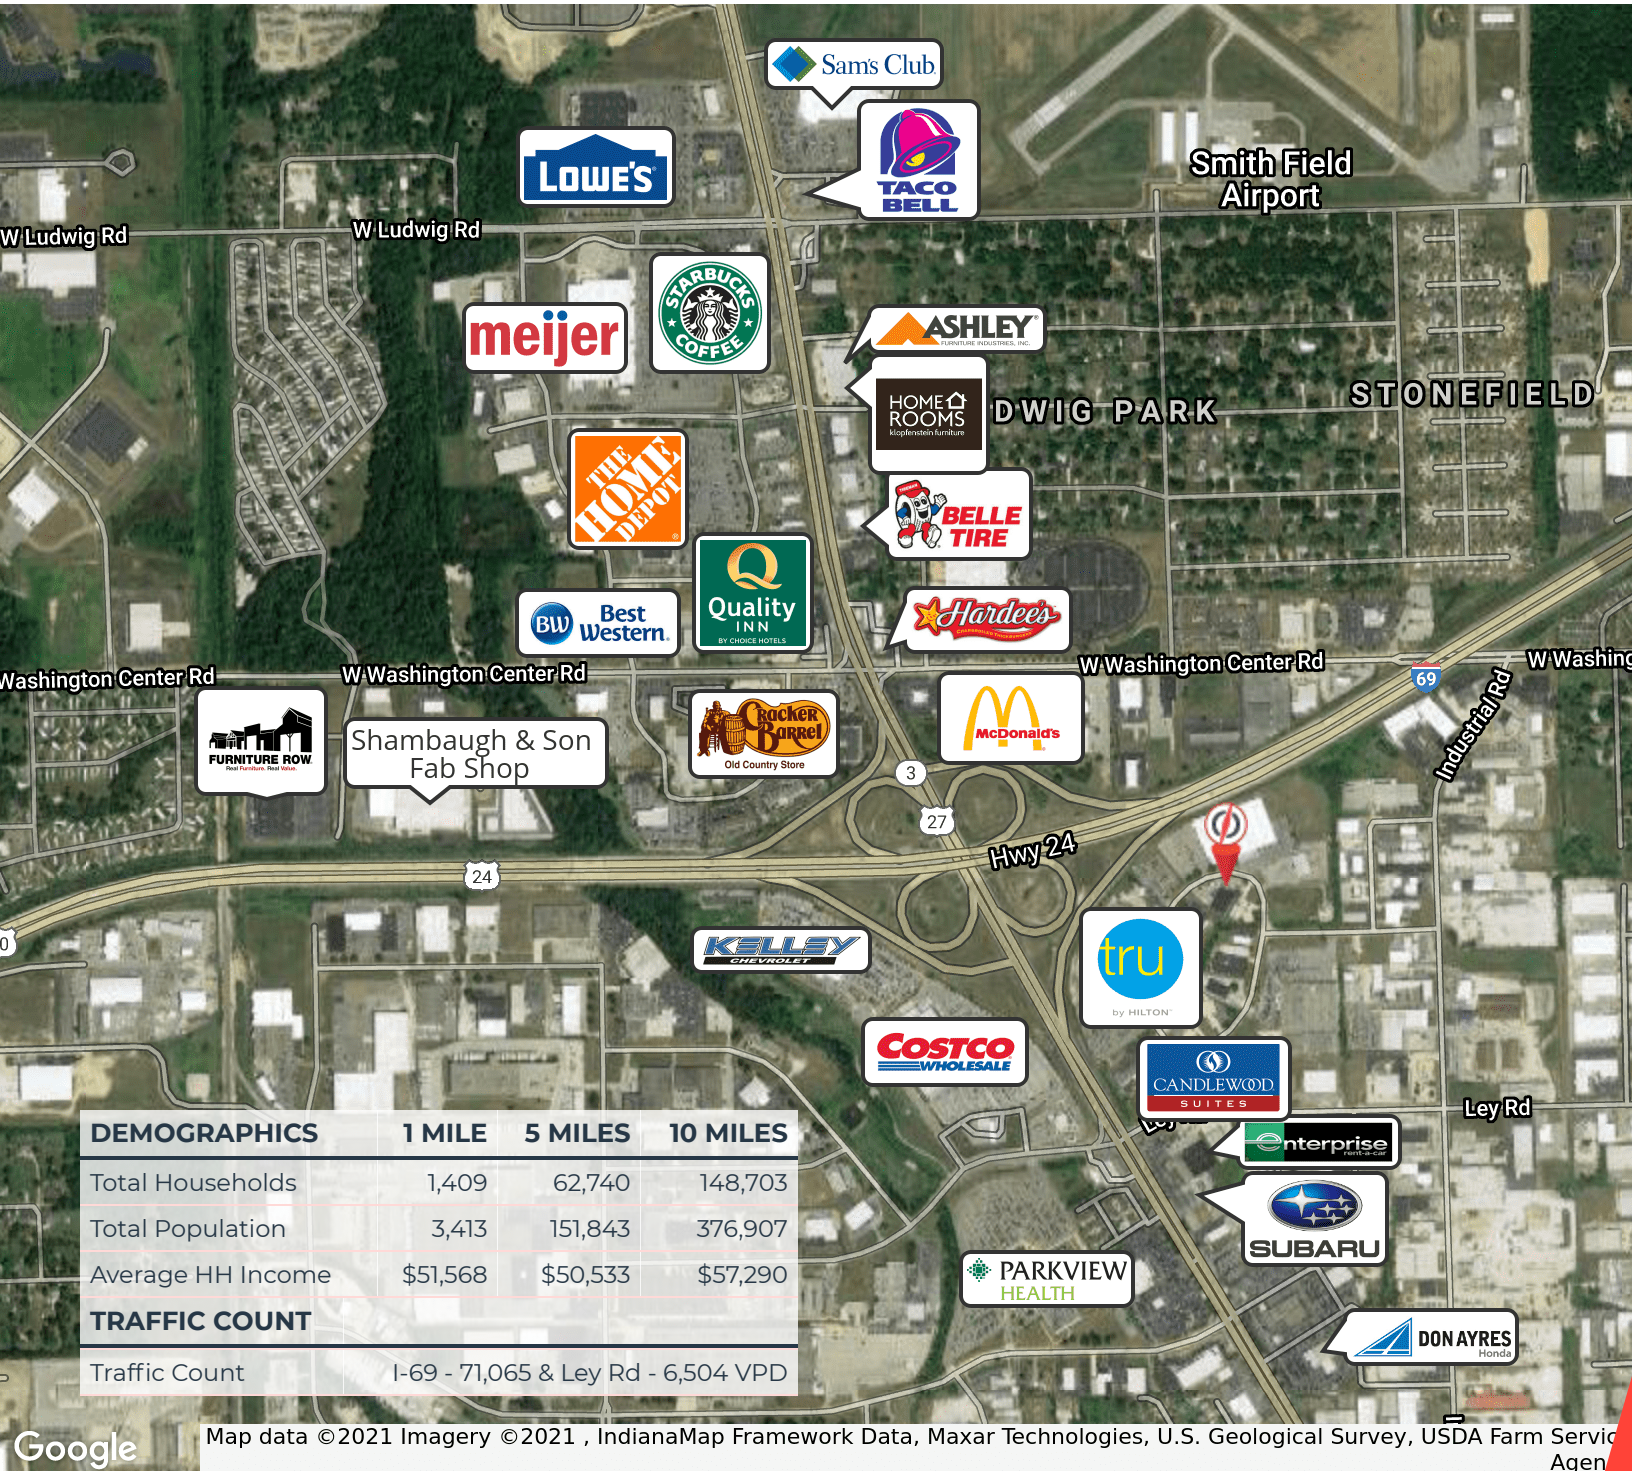 Sam's Club
LOWE'S
TACO
BELL
Smith Field
Airport
W Ludwig Rd
W Ludwig Rd
STARBUCKS
COFFEE
meijer
ASHLEY
FURNITURE INDUSTRIES, INC.
HOME
ROOMS
klopfenstein furniture
DWIG PARK
STONEFIELD
THE
HOME
DEPOT
BELLE
TIRE
Q
Quality
INN
BY CHOICE HOTELS
BW Best
Western
Hardee's
CHARBROILED THICKBURGERS
Washington Center Rd
W Washington Center Rd
W Washington Center Rd
W Washing
69
Industrial Rd
FURNITURE ROW
Real Furniture. Real Value.
Shambaugh & Son
Fab Shop
Cracker
Barrel
Old Country Store
McDonald's
3
27
Hwy 24
24
0
KELLEY
CHEVROLET
tru
by HILTON
COSTCO
WHOLESALE
CANDLEWOOD
SUITES
Ley Rd
enterprise
rent-a-car
SUBARU
PARKVIEW
HEALTH
DON AYRES
Honda
DEMOGRAPHICS 1 MILE 5 MILES 10 MILES
Total Households 1,409 62,740 148,703
Total Population 3,413 151,843 376,907
Average HH Income $51,568 $50,533 $57,290
TRAFFIC COUNT
Traffic Count I-69 - 71,065 & Ley Rd - 6,504 VPD
Google
Map data ©2021 Imagery ©2021 , IndianaMap Framework Data, Maxar Technologies, U.S. Geological Survey, USDA Farm Servic
Agen